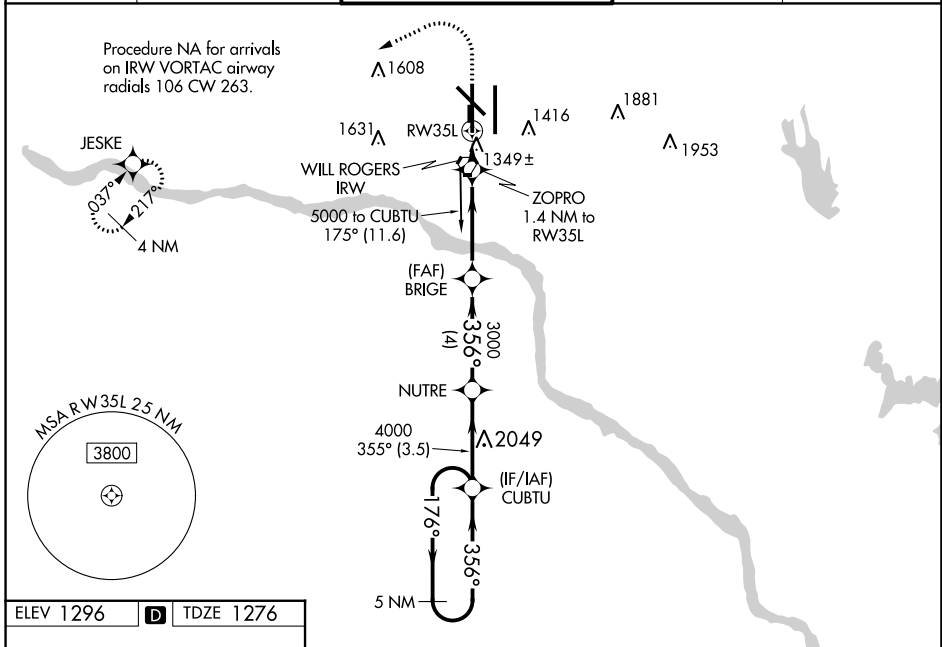 Procedure NA for arrivals
on IRW VORTAC airway
radials 106 CW 263.
1608
1631
RW35L
1416
1881
1953
1349±
JESKE
037°
217°
4 NM
WILL ROGERS
IRW
ZOPRO
1.4 NM to
RW35L
5000 to CUBTU
175° (11.6)
(FAF)
BRIGE
3000
356°
(4)
NUTRE
4000
355° (3.5)
2049
(IF/IAF)
CUBTU
176°
356°
5 NM
MSA RW35L 25 NM
3800
ELEV 1296 D TDZE 1276